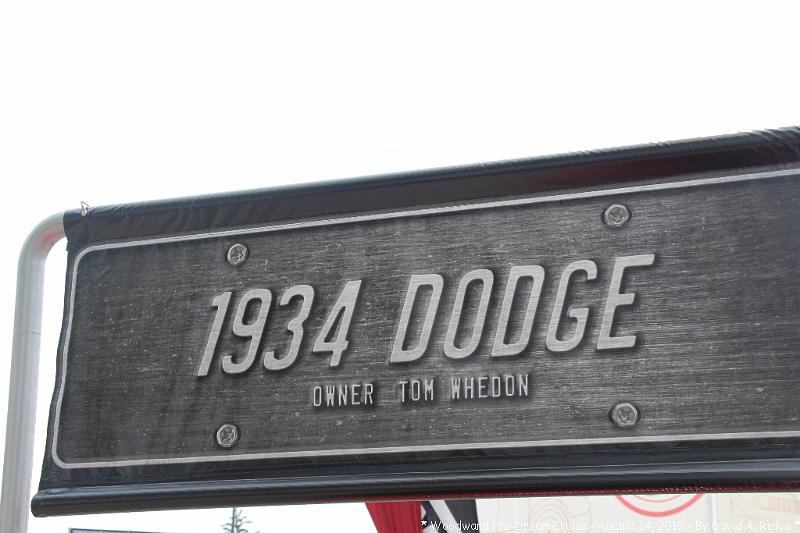 1934 DODGE
OWNER TOM WHEDON
* Woodward Pre-Dream Cruise - August 14, 2015 - By David A. Richie *